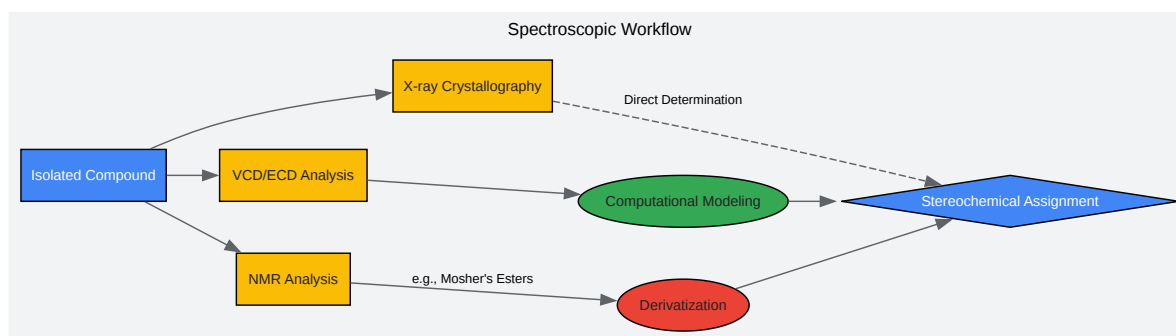 Spectroscopic Workflow
X-ray Crystallography
Direct Determination
Isolated Compound
VCD/ECD Analysis
Computational Modeling
Stereochemical Assignment
NMR Analysis
e.g., Mosher's Esters
Derivatization